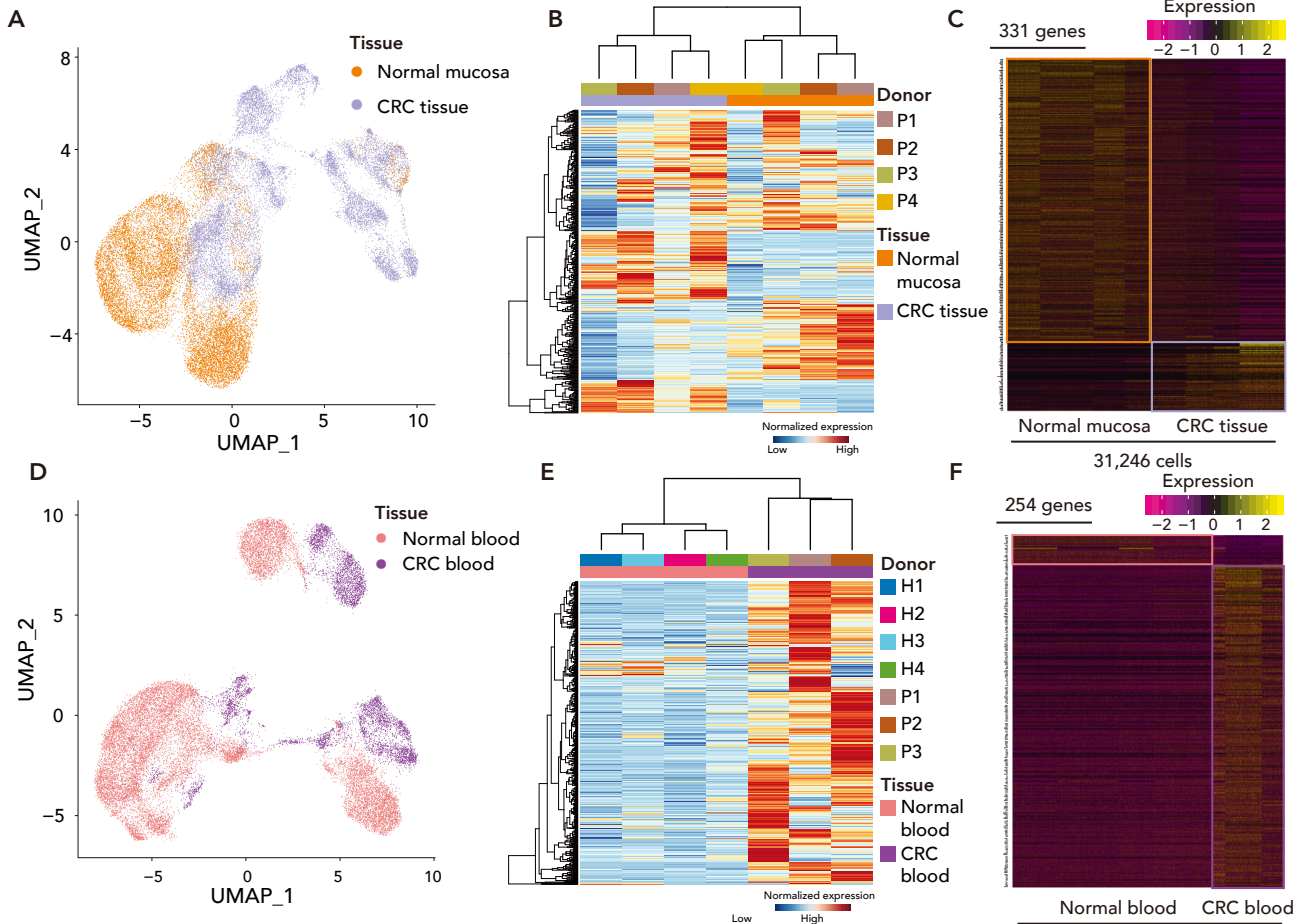 A
Tissue
Normal mucosa
CRC tissue
8
4
0
−4
UMAP_2
−5
0
5
10
UMAP_1
B
Donor
P1
P2
P3
P4
Tissue
Normal
mucosa
CRC tissue
Normalized expression
Low
High
C
Expression
331 genes
−2 −1 0 1 2
Normal mucosa
CRC tissue
31,246 cells
D
Tissue
Normal blood
CRC blood
10
5
0
−5
UMAP_2
−5
0
5
10
UMAP_1
E
Donor
H1
H2
H3
H4
P1
P2
P3
Tissue
Normal
blood
CRC
blood
Normalized expression
Low
High
F
Expression
254 genes
−2 −1 0 1 2
Normal blood
CRC blood